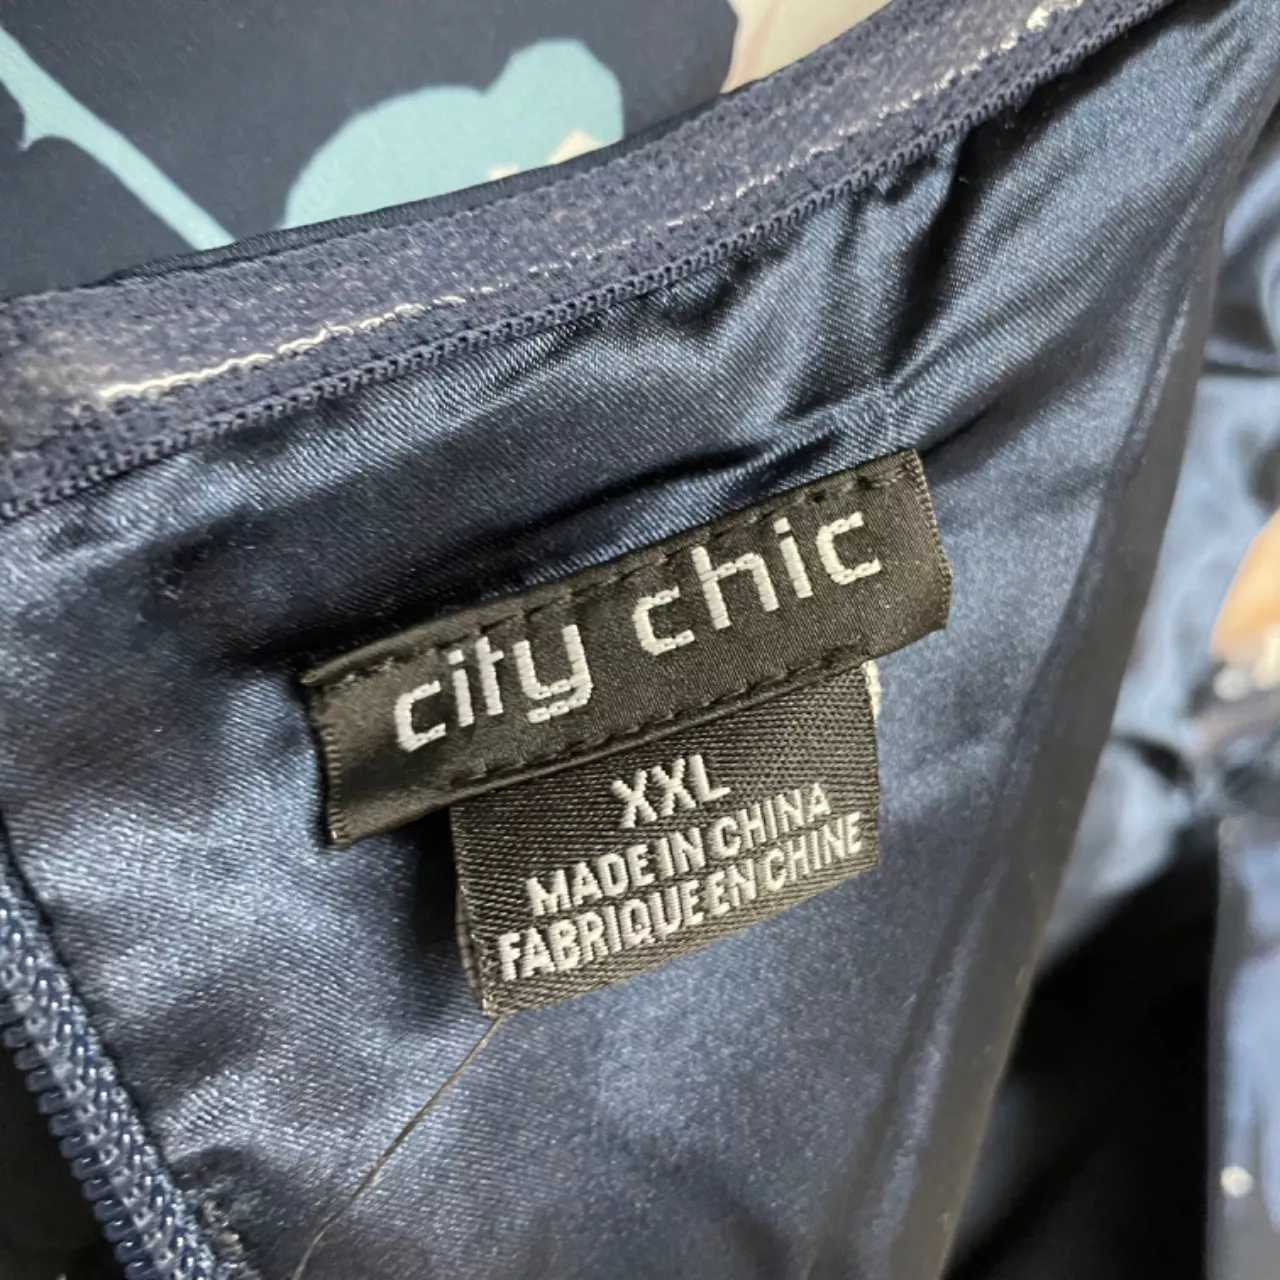 city chic
XXL
MADE IN CHINA
FABRIQUE EN CHINE